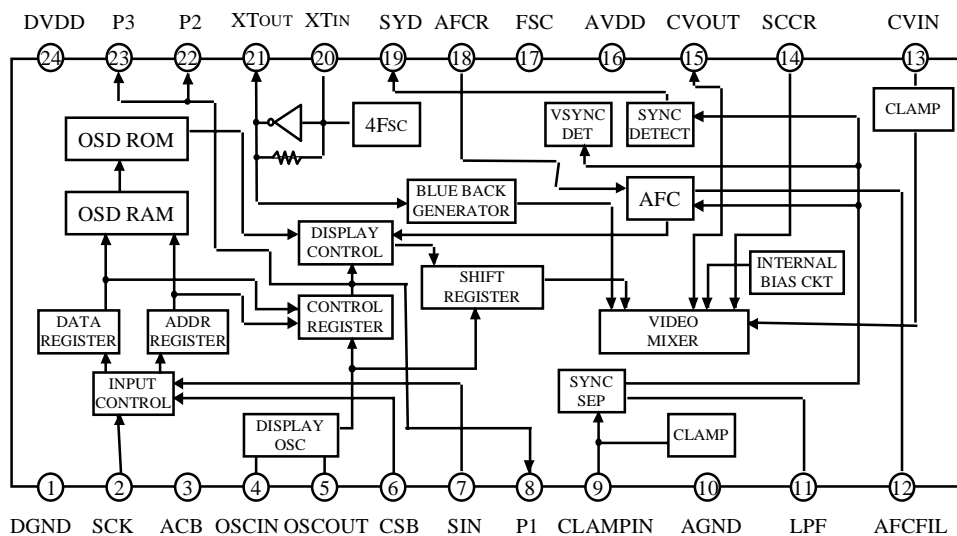 DVDD P3 P2 XTOUT XTIN SYD AFCR FSC AVDD CVOUT SCCR CVIN
24 23 22 21 20 19 18 17 16 15 14 13
4FSC
VSYNC DET
SYNC DETECT
CLAMP
OSD ROM
OSD RAM
BLUE BACK
GENERATOR
AFC
DISPLAY
CONTROL
SHIFT
REGISTER
INTERNAL
BIAS CKT
DATA
REGISTER
ADDR
REGISTER
CONTROL
REGISTER
VIDEO
MIXER
INPUT
CONTROL
SYNC
SEP
DISPLAY
OSC
CLAMP
1 2 3 4 5 6 7 8 9 10 11 12
DGND SCK ACB OSCIN OSCOUT CSB SIN P1 CLAMPIN AGND LPF AFCFIL